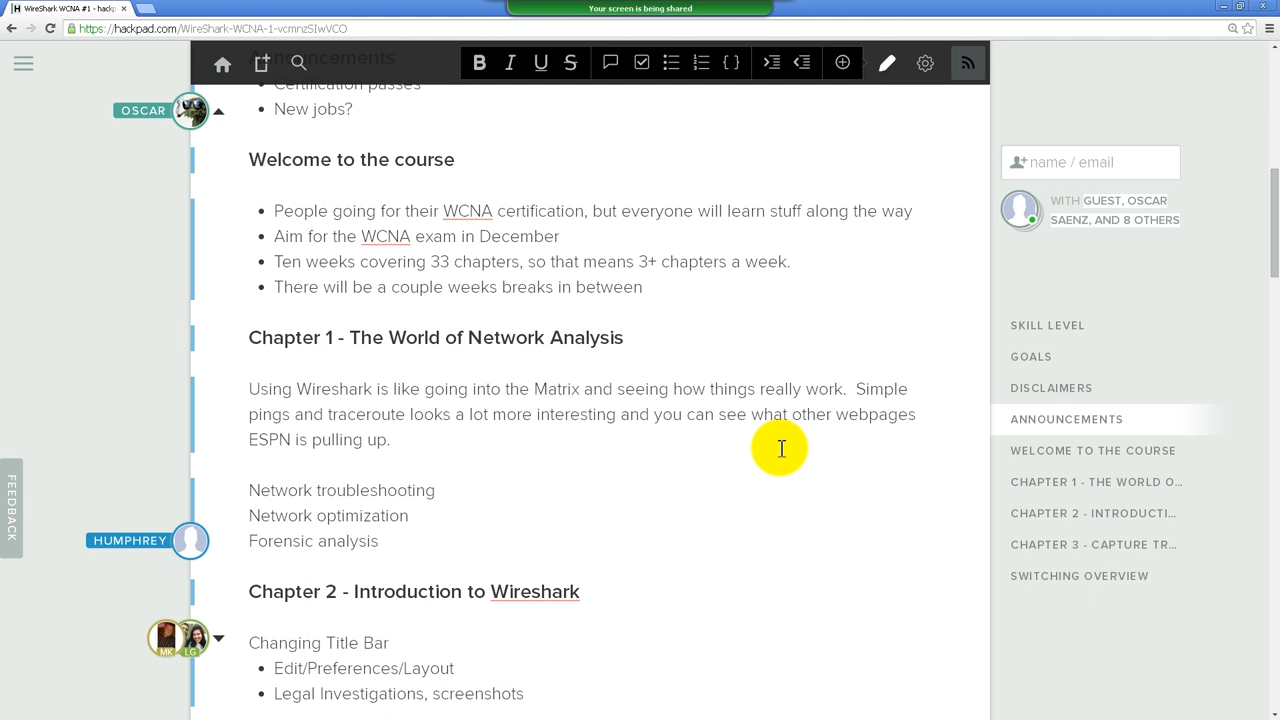 WireShark WCNA #1 - hackp
Your screen is being shared
https://hackpad.com/WireShark-WCNA-1-vcmnzSIwVCO
Announcements
B I U S
Certification passes
OSCAR
New jobs?
Welcome to the course
name / email
WITH GUEST, OSCAR
SAENZ, AND 8 OTHERS
People going for their WCNA certification, but everyone will learn stuff along the way
Aim for the WCNA exam in December
Ten weeks covering 33 chapters, so that means 3+ chapters a week.
There will be a couple weeks breaks in between
Chapter 1 - The World of Network Analysis
SKILL LEVEL
GOALS
DISCLAIMERS
ANNOUNCEMENTS
WELCOME TO THE COURSE
CHAPTER 1 - THE WORLD O...
CHAPTER 2 - INTRODUCTI...
CHAPTER 3 - CAPTURE TR...
SWITCHING OVERVIEW
Using Wireshark is like going into the Matrix and seeing how things really work.  Simple
pings and traceroute looks a lot more interesting and you can see what other webpages
ESPN is pulling up.
FEEDBACK
Network troubleshooting
Network optimization
HUMPHREY
Forensic analysis
Chapter 2 - Introduction to Wireshark
MK
LG
Changing Title Bar
Edit/Preferences/Layout
Legal Investigations, screenshots